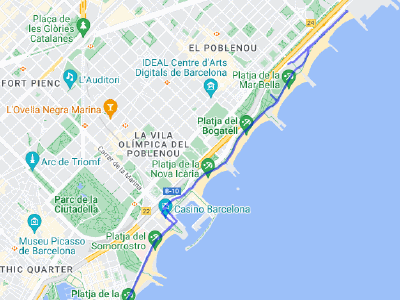 Plaça de
les Glòries
Catalanes
24
EL POBLENOU
IDEAL Centre d'Arts
Digitals de Barcelona
Platja de la
Mar Bella
FORT PIENC
L'Auditori
L'Ovella Negra Marina
Platja del
Bogatell
LA VILA
OLÍMPICA DEL
POBLENOU
Carrer de la Marina
Arc de Triomf
Platja de la
Nova Icària
B-10
Parc de la
Ciutadella
22
Casino Barcelona
Museu Picasso
de Barcelona
Platja del
Somorrostro
THIC QUARTER
Platja de la